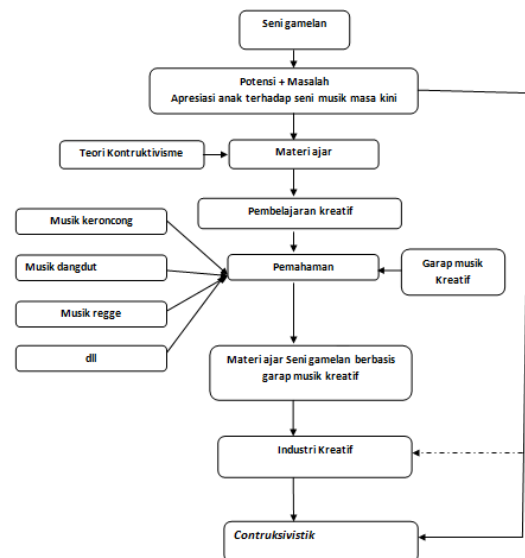 Seni gamelan
Potensi + Masalah
Apresiasi anak terhadap seni musik masa kini
Teori Kontruktivisme
Materi ajar
Pembelajaran kreatif
Musik keroncong
Musik dangdut
Musik regge
dll
Pemahaman
Garap musik
Kreatif
Materi ajar Seni gamelan berbasis
garap musik kreatif
Industri Kreatif
Contruksivistik